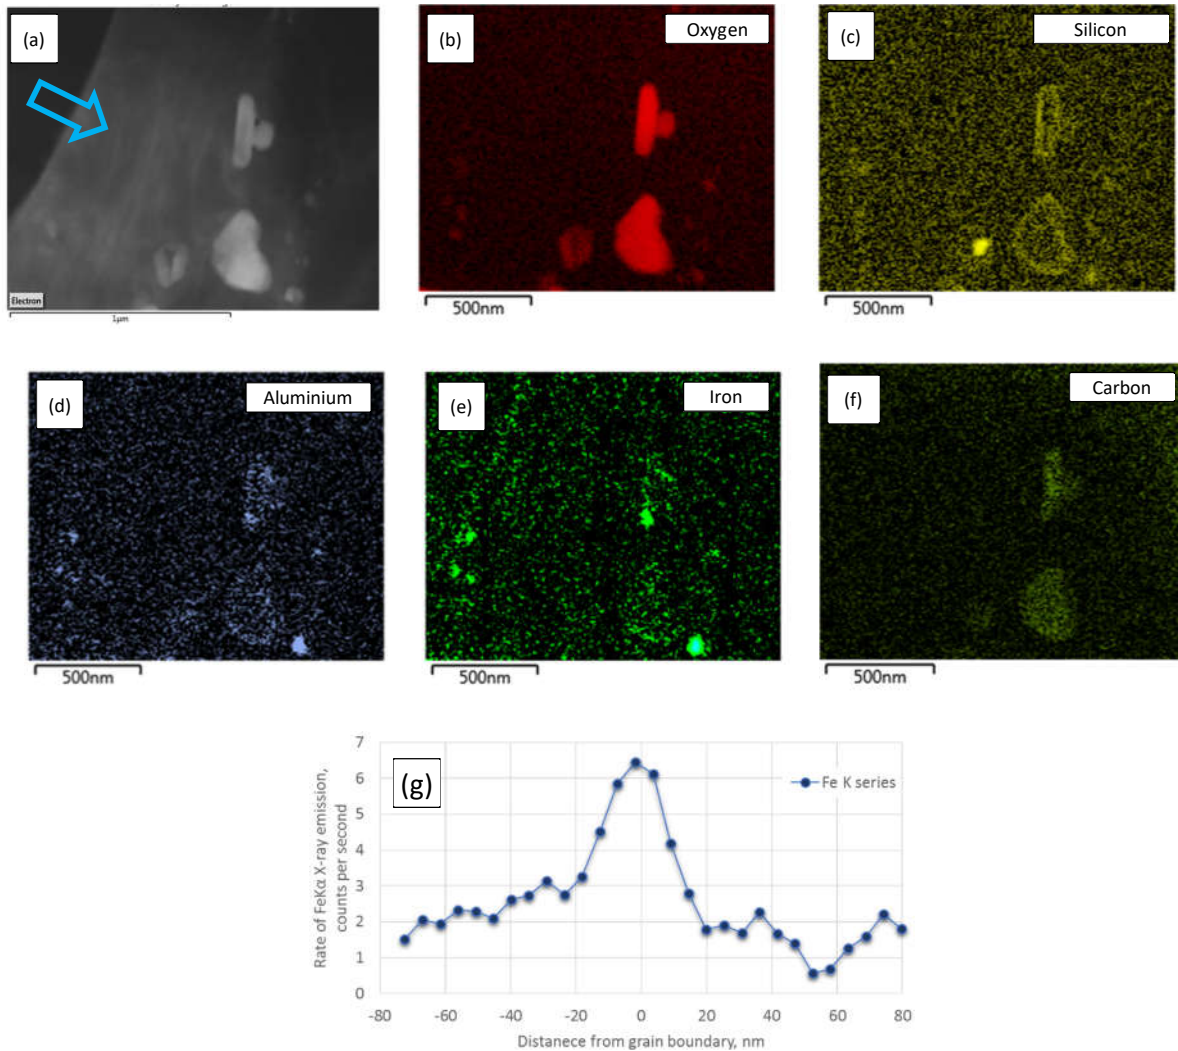 (a)
Electron
1µm
(b)
Oxygen
500nm
(c)
Silicon
500nm
(d)
Aluminium
500nm
(e)
Iron
500nm
(f)
Carbon
500nm
(g)
Fe K series
Rate of FeKα X-ray emission,
counts per second
7
6
5
4
3
2
1
0
-80 -60 -40 -20 0 20 40 60 80
Distanece from grain boundary, nm